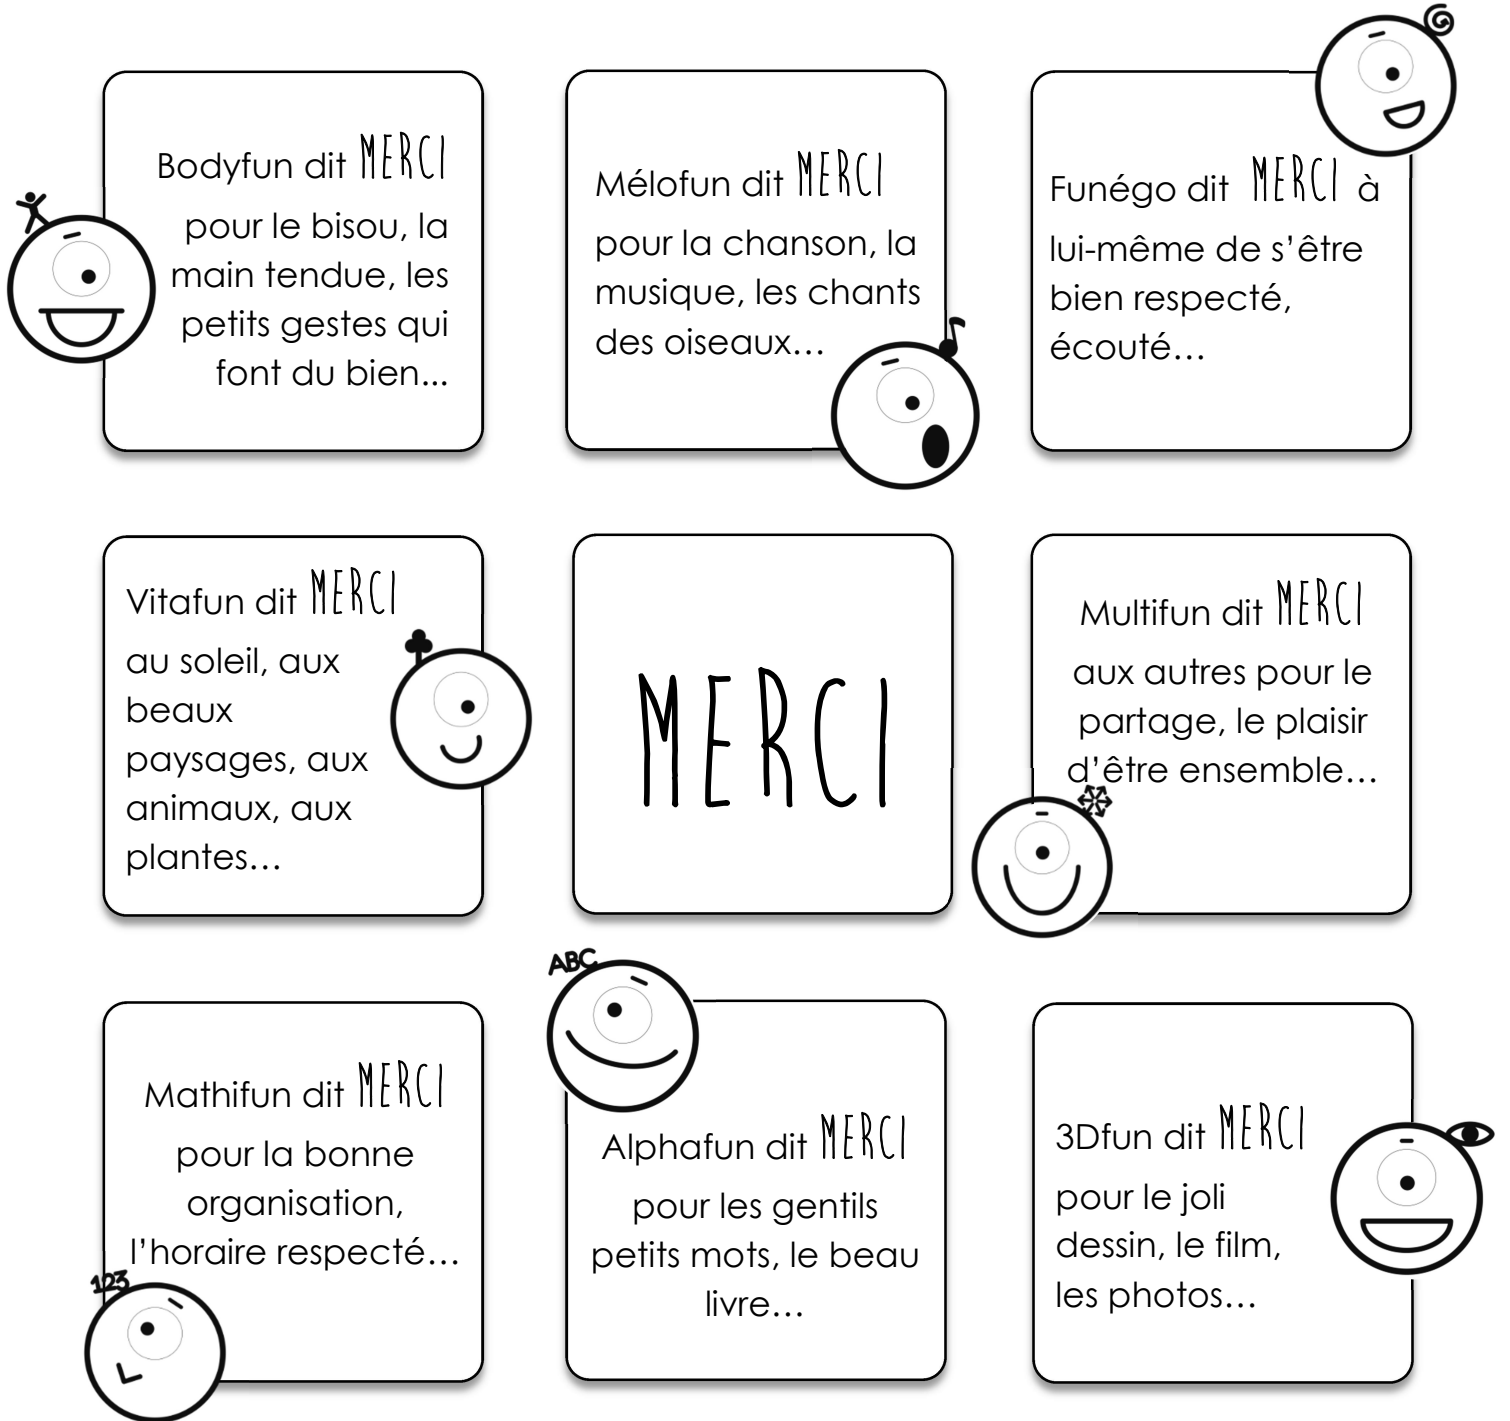 Bodyfun dit MERCI
pour le bisou, la
main tendue, les
petits gestes qui
font du bien...
Mélofun dit MERCI
pour la chanson, la
musique, les chants
des oiseaux…
Funégo dit MERCI à
lui-même de s’être
bien respecté,
écouté…
Vitafun dit MERCI
au soleil, aux
beaux
paysages, aux
animaux, aux
plantes…
MERCI
Multifun dit MERCI
aux autres pour le
partage, le plaisir
d’être ensemble…
Mathifun dit MERCI
pour la bonne
organisation,
l’horaire respecté…
123
ABC
Alphafun dit MERCI
pour les gentils
petits mots, le beau
livre…
3Dfun dit MERCI
pour le joli
dessin, le film,
les photos…